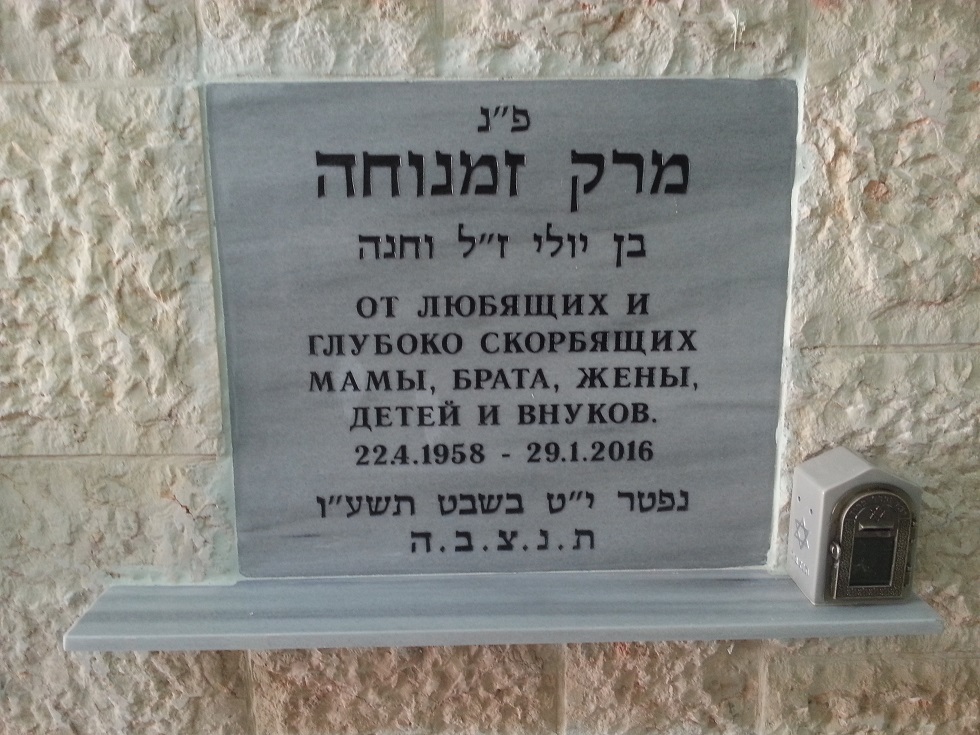 פ״נ
מרק זמנוחה
בן יולי ז״ל וחנה
ОТ ЛЮБЯЩИХ И
ГЛУБОКО СКОРБЯЩИХ
МАМЫ, БРАТА, ЖЕНЫ,
ДЕТЕЙ И ВНУКОВ.
22.4.1958 - 29.1.2016
נפטר י״ט בשבט תשע״ו
ת.נ.צ.ב.ה